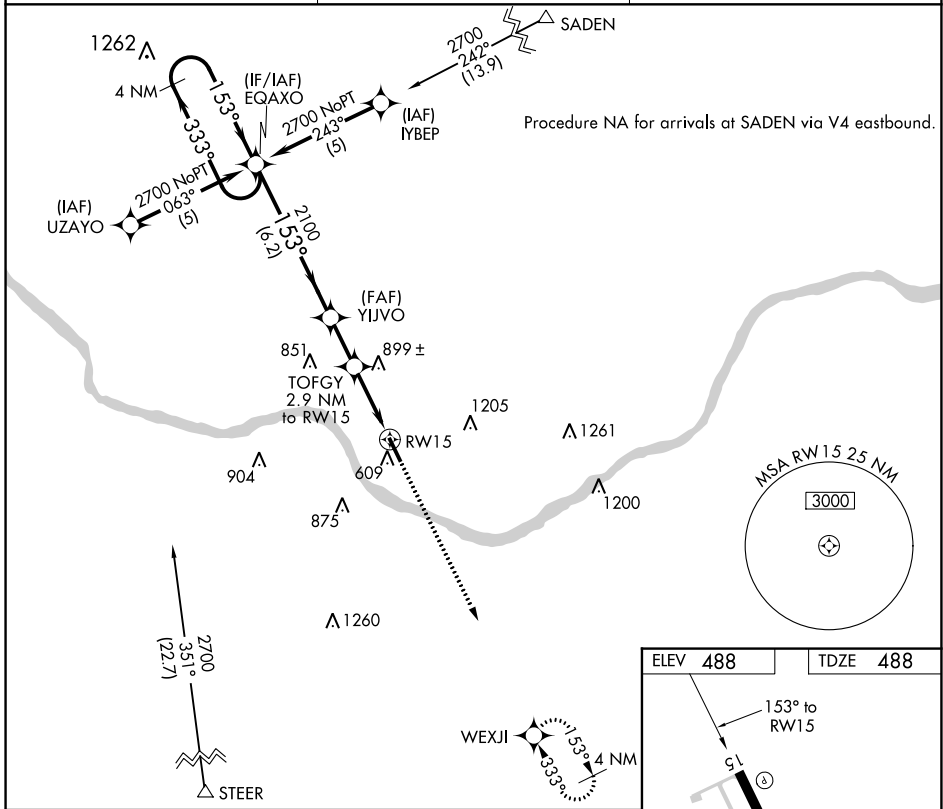 SADEN
2700
242°
(13.9)
1262
4 NM
153°
333°
(IF/IAF)
EQAXO
2700 NoPT
243°
(5)
(IAF)
IYBEP
Procedure NA for arrivals at SADEN via V4 eastbound.
2700 NoPT
063°
(5)
(IAF)
UZAYO
2100
153°
(6.2)
(FAF)
YIJVO
851
899 ±
TOFGY
2.9 NM
to RW15
1205
1261
RW15
904
609
1200
875
MSA RW15 25 NM
3000
1260
2700
351°
(22.7)
STEER
WEXJI
153°
333°
4 NM
ELEV 488
TDZE 488
153° to
RW15
15
P